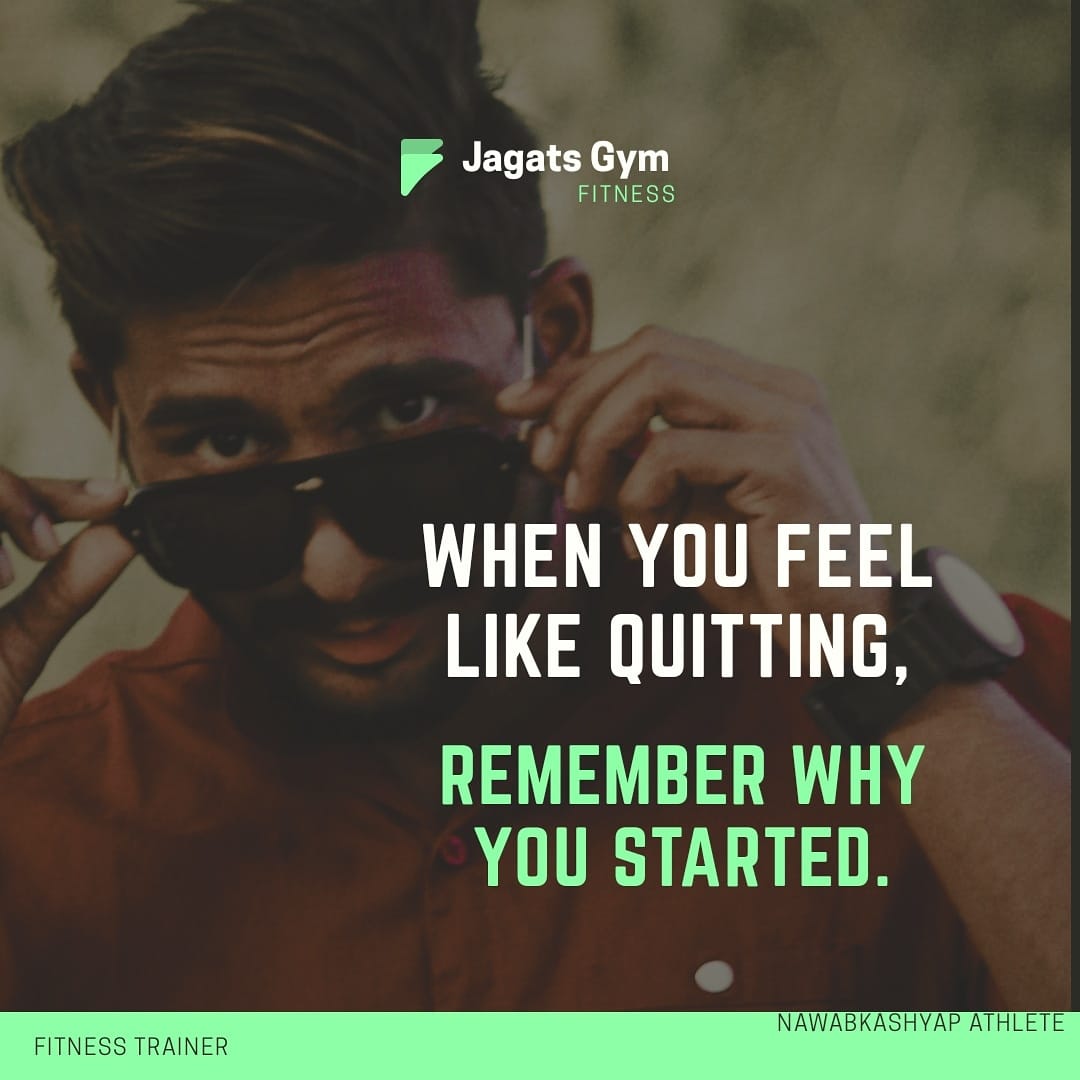 Jagats Gym
FITNESS
WHEN YOU FEEL
LIKE QUITTING,
REMEMBER WHY
YOU STARTED.
NAWABKASHYAP ATHLETE
FITNESS TRAINER